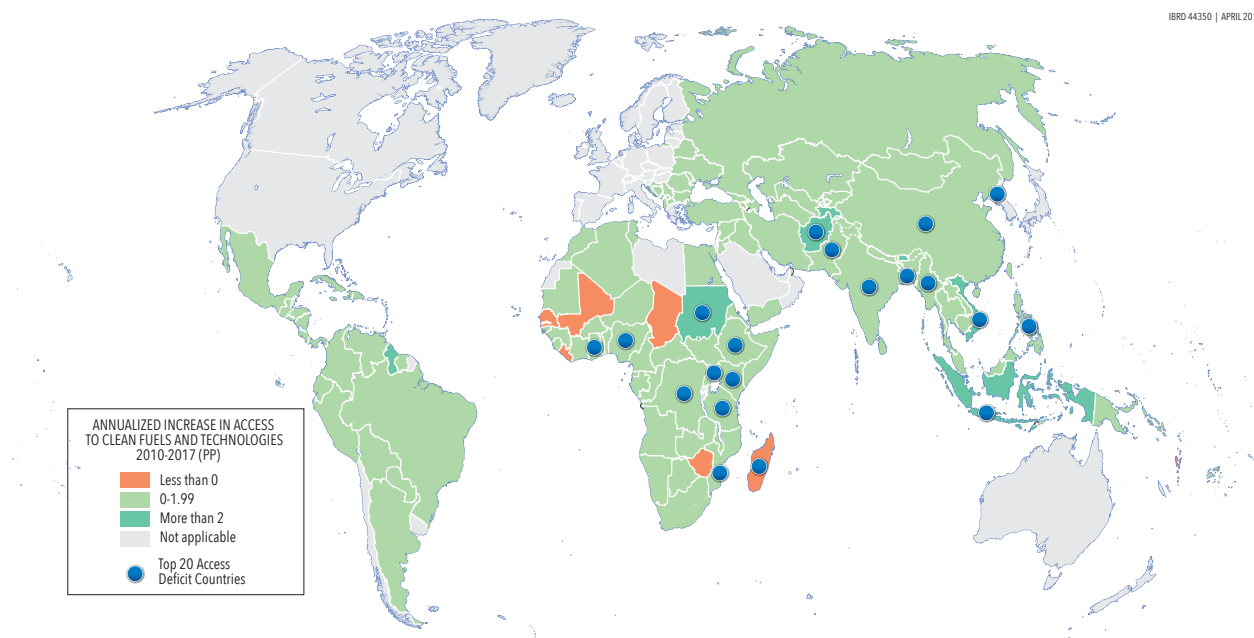 IBRD 44350 | APRIL 20
ANNUALIZED INCREASE IN ACCESS
TO CLEAN FUELS AND TECHNOLOGIES
2010-2017 (PP)
Less than 0
0-1.99
More than 2
Not applicable
Top 20 Access
Deficit Countries